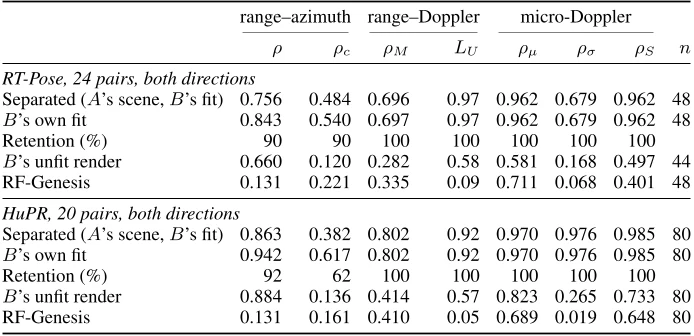 range–azimuth range–Doppler micro-Doppler
ρ ρc ρM LU ρμ ρσ ρS n
RT-Pose, 24 pairs, both directions
Separated (A's scene, B's fit) 0.756 0.484 0.696 0.97 0.962 0.679 0.962 48
B's own fit 0.843 0.540 0.697 0.97 0.962 0.679 0.962 48
Retention (%) 90 90 100 100 100 100 100
B's unfit render 0.660 0.120 0.282 0.58 0.581 0.168 0.497 44
RF-Genesis 0.131 0.221 0.335 0.09 0.711 0.068 0.401 48
HuPR, 20 pairs, both directions
Separated (A's scene, B's fit) 0.863 0.382 0.802 0.92 0.970 0.976 0.985 80
B's own fit 0.942 0.617 0.802 0.92 0.970 0.976 0.985 80
Retention (%) 92 62 100 100 100 100 100
B's unfit render 0.884 0.136 0.414 0.57 0.823 0.265 0.733 80
RF-Genesis 0.131 0.161 0.410 0.05 0.689 0.019 0.648 80